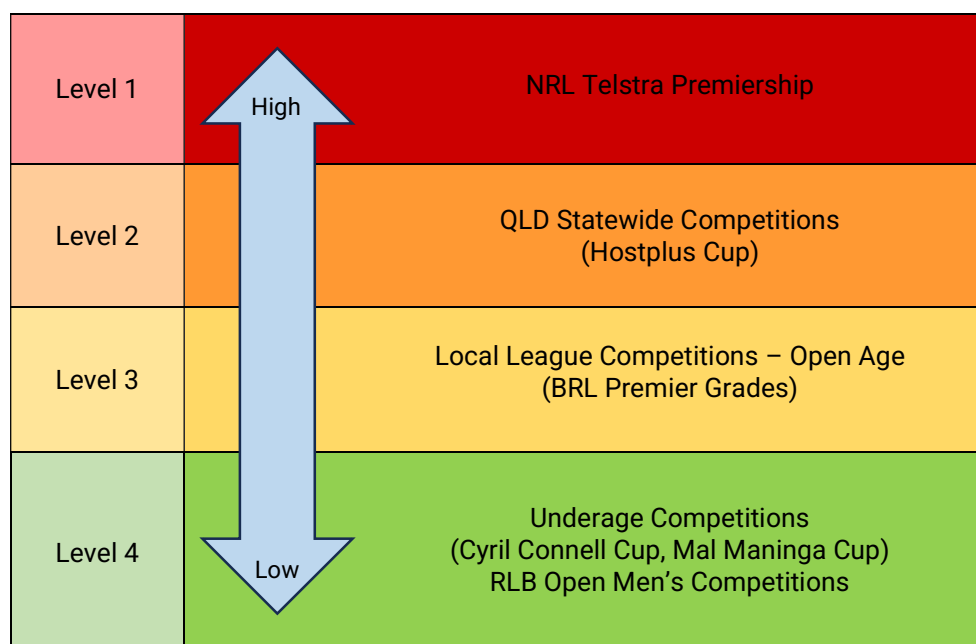 Level 1
High
NRL Telstra Premiership
Level 2
QLD Statewide Competitions
(Hostplus Cup)
Level 3
Local League Competitions – Open Age
(BRL Premier Grades)
Level 4
Low
Underage Competitions
(Cyril Connell Cup, Mal Maninga Cup)
RLB Open Men's Competitions